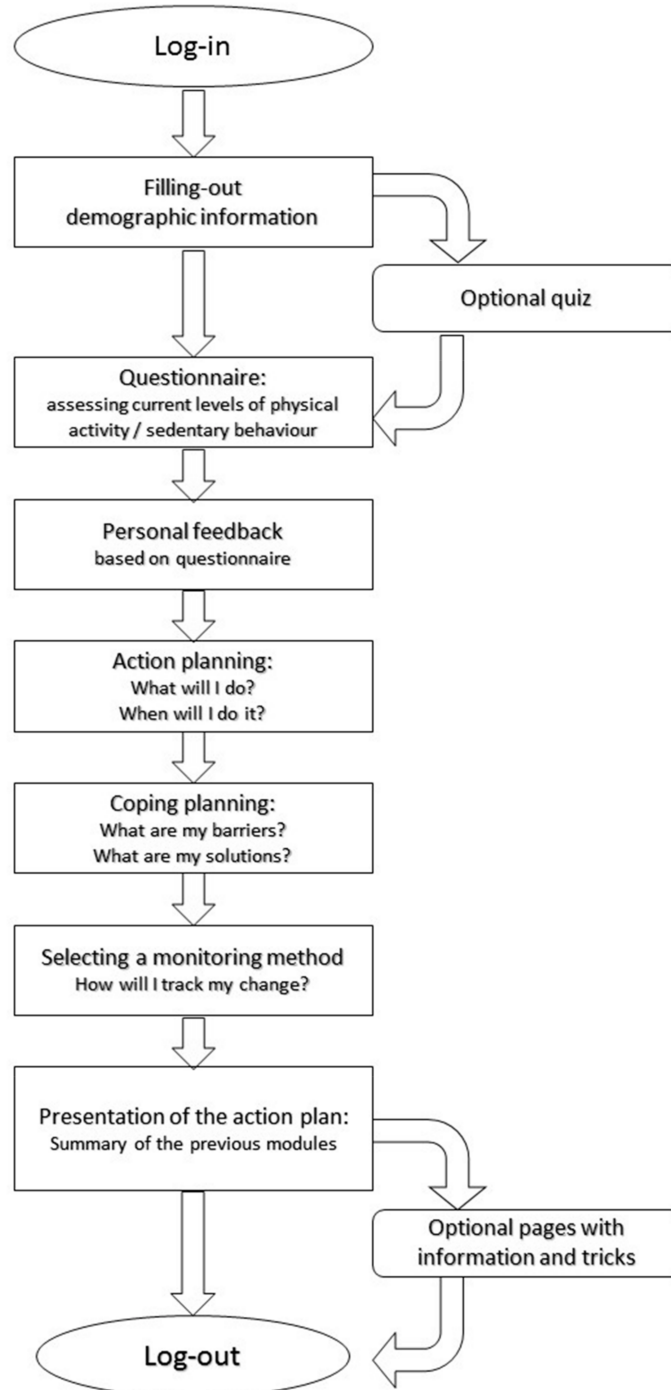 Log-in
Filling-out
demographic information
Optional quiz
Questionnaire:
assessing current levels of physical
activity / sedentary behaviour
Personal feedback
based on questionnaire
Action planning:
What will I do?
When will I do it?
Coping planning:
What are my barriers?
What are my solutions?
Selecting a monitoring method
How will I track my change?
Presentation of the action plan:
Summary of the previous modules
Optional pages with
information and tricks
Log-out